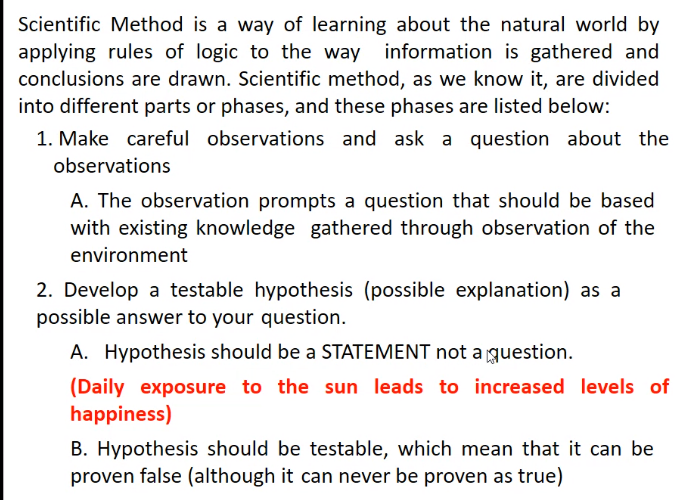 Scientific Method is a way of learning about the natural world by
applying rules of logic to the way information is gathered and
conclusions are drawn. Scientific method, as we know it, are divided
into different parts or phases, and these phases are listed below:
1. Make careful observations and ask a question about the
observations
A. The observation prompts a question that should be based
with existing knowledge gathered through observation of the
environment
2. Develop a testable hypothesis (possible explanation) as a
possible answer to your question.
A. Hypothesis should be a STATEMENT not a question.
(Daily exposure to the sun leads to increased levels of
happiness)
B. Hypothesis should be testable, which mean that it can be
proven false (although it can never be proven as true)